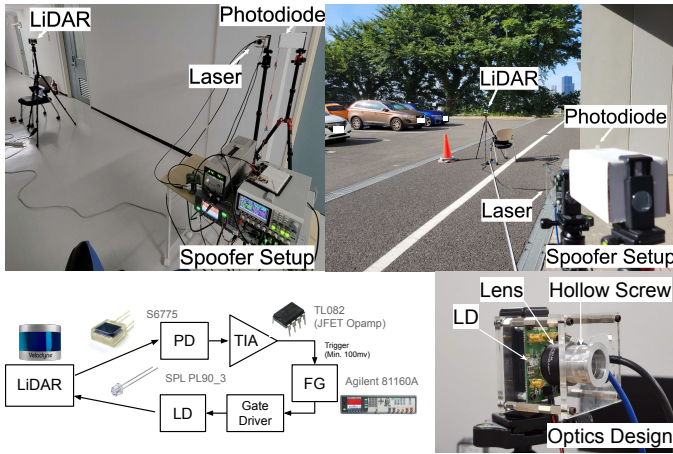 LiDAR
Photodiode
Laser
Spoofer Setup
LiDAR
Photodiode
Laser
Spoofer Setup
Velodyne
S6775
TL082
(JFET Opamp)
PD
TIA
Trigger
(Min. 100mv)
LiDAR
SPL PL90_3
FG
Agilent 81160A
LD
Gate
Driver
Lens
Hollow Screw
LD
Optics Design